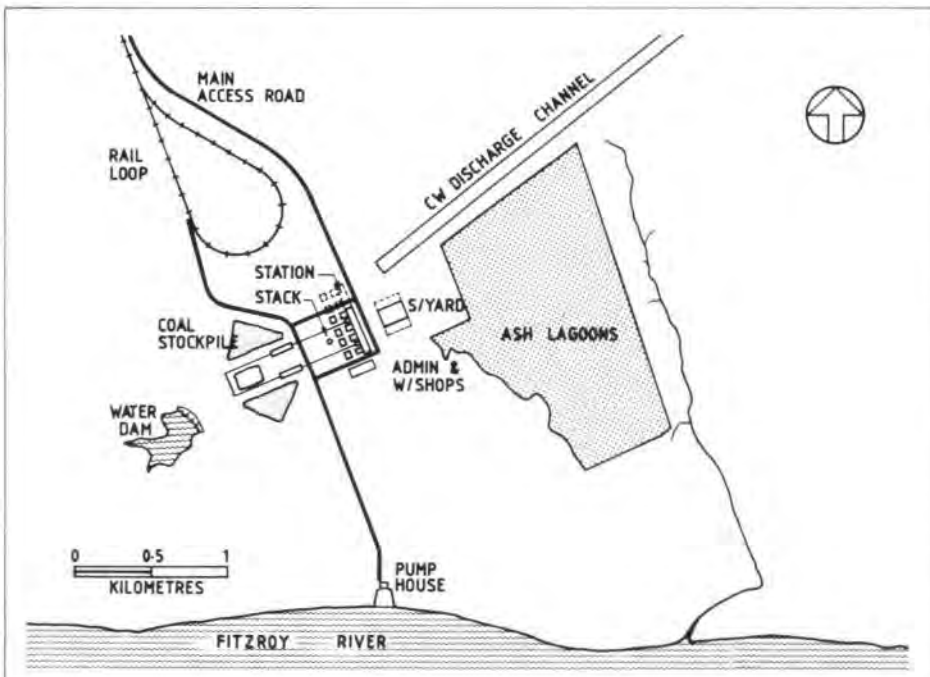 MAIN
ACCESS ROAD
RAIL
LOOP
CW DISCHARGE CHANNEL
STATION
STACK
S/YARD
COAL
STOCKPILE
ASH LAGOONS
ADMIN &
W/SHOPS
WATER
DAM
0 0·5 1
KILOMETRES
PUMP
HOUSE
FITZROY RIVER